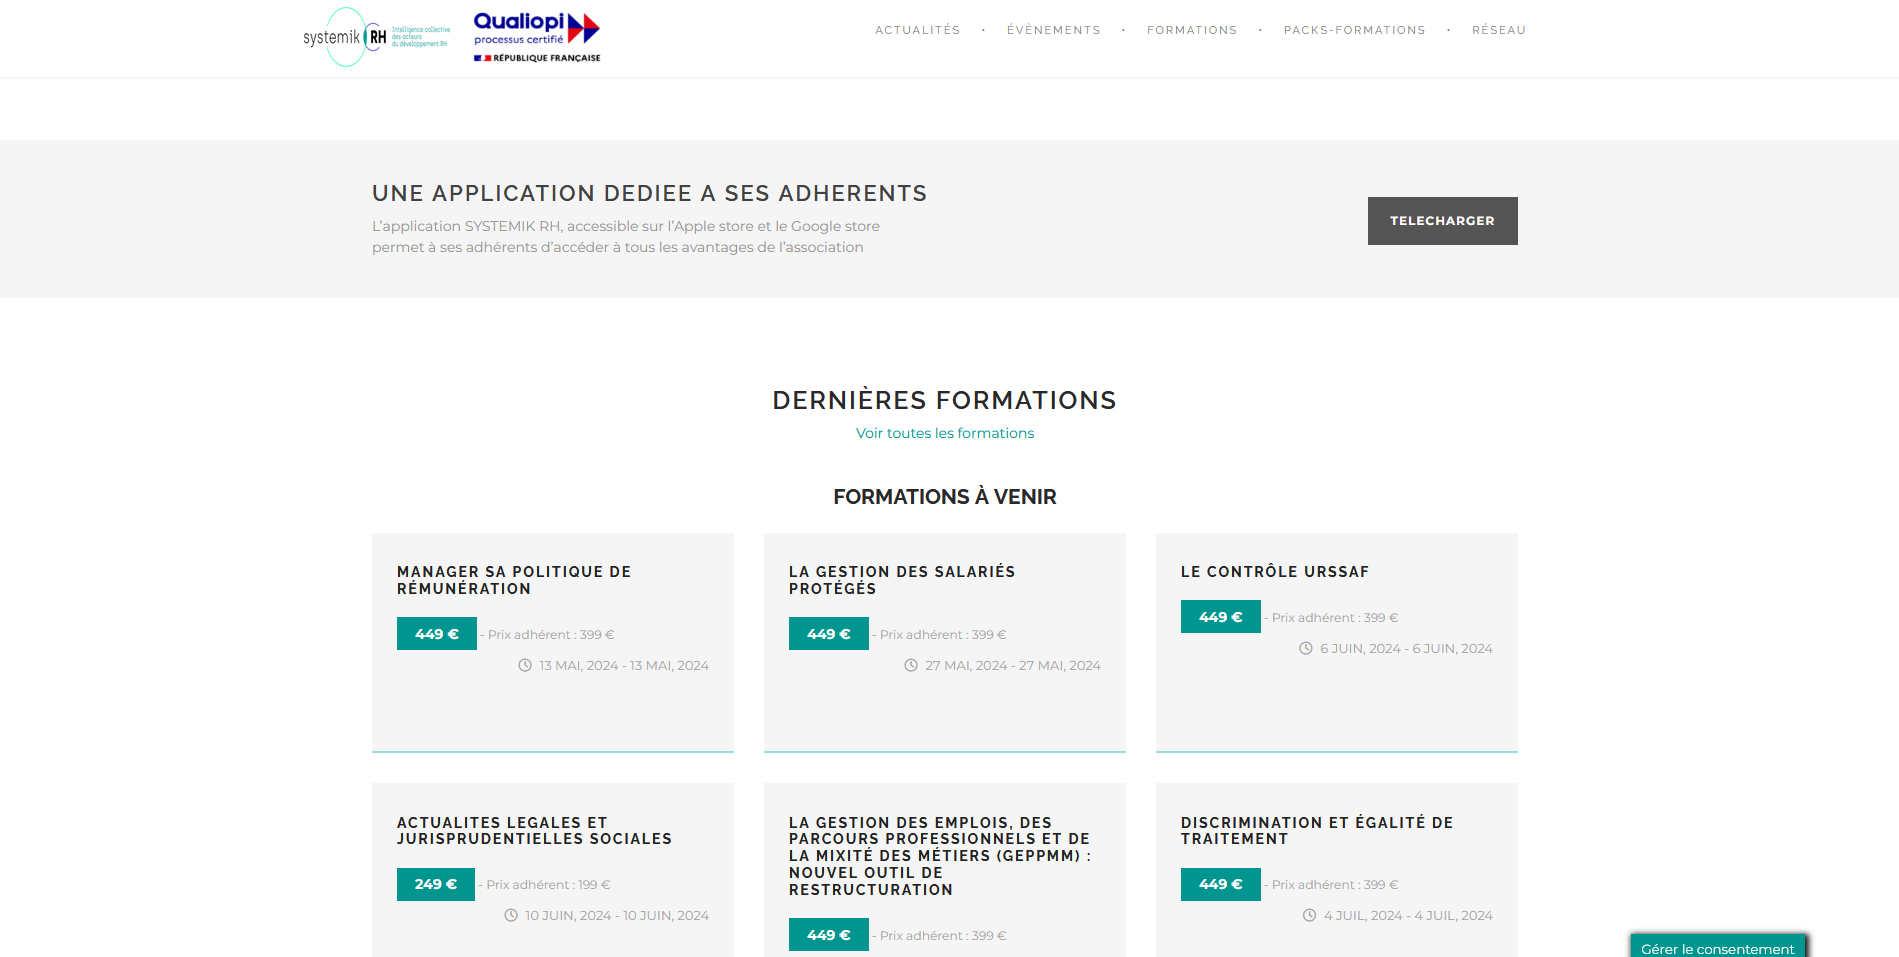 systemik RH Intelligence collective
des acteurs
du développement RH
Qualiopi
processus certifié
RÉPUBLIQUE FRANÇAISE
ACTUALITÉS • ÉVÈNEMENTS • FORMATIONS • PACKS-FORMATIONS • RÉSEAU
UNE APPLICATION DEDIEE A SES ADHERENTS
L'application SYSTEMIK RH, accessible sur l'Apple store et le Google store
permet à ses adhérents d'accéder à tous les avantages de l'association
TELECHARGER
DERNIÈRES FORMATIONS
Voir toutes les formations
FORMATIONS À VENIR
MANAGER SA POLITIQUE DE
RÉMUNÉRATION
449 € - Prix adhérent : 399 €
13 MAI, 2024 - 13 MAI, 2024
LA GESTION DES SALARIÉS
PROTÉGÉS
449 € - Prix adhérent : 399 €
27 MAI, 2024 - 27 MAI, 2024
LE CONTRÔLE URSSAF
449 € - Prix adhérent : 399 €
6 JUIN, 2024 - 6 JUIN, 2024
ACTUALITES LEGALES ET
JURISPRUDENTIELLES SOCIALES
249 € - Prix adhérent : 199 €
10 JUIN, 2024 - 10 JUIN, 2024
LA GESTION DES EMPLOIS, DES
PARCOURS PROFESSIONNELS ET DE
LA MIXITÉ DES MÉTIERS (GEPPMM) :
NOUVEL OUTIL DE
RESTRUCTURATION
449 € - Prix adhérent : 399 €
DISCRIMINATION ET ÉGALITÉ DE
TRAITEMENT
449 € - Prix adhérent : 399 €
4 JUIL, 2024 - 4 JUIL, 2024
Gérer le consentement